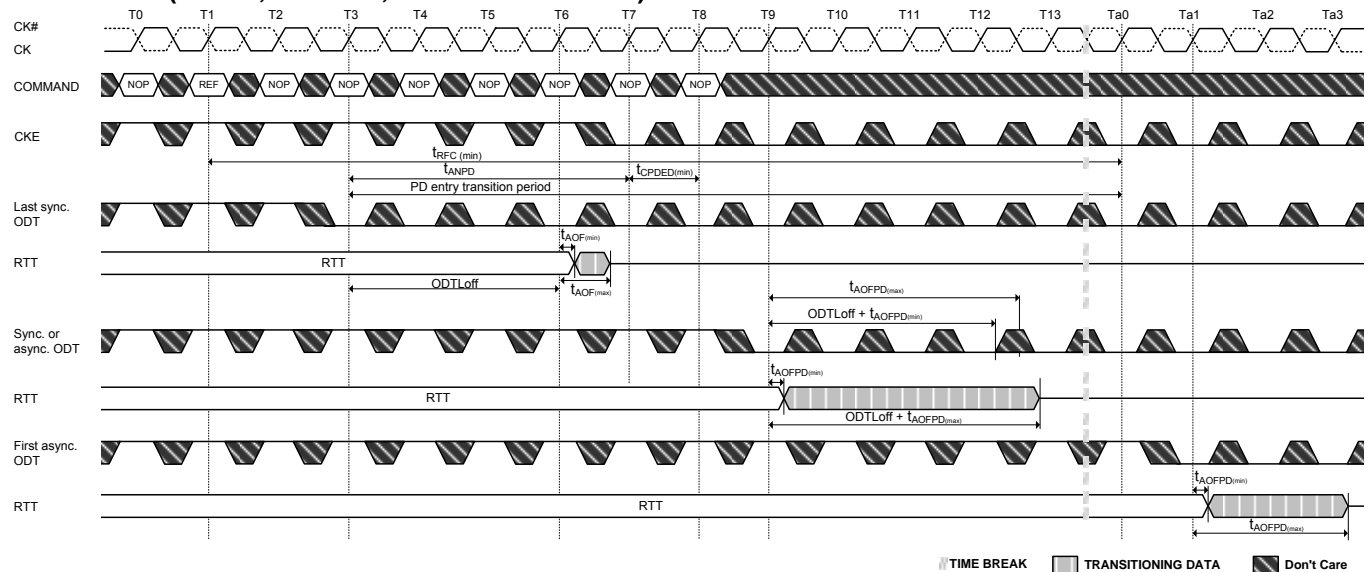 CK#
CK
T0 T1 T2 T3 T4 T5 T6 T7 T8 T9 T10 T11 T12 T13 Ta0 Ta1 Ta2 Ta3
COMMAND NOP REF NOP NOP NOP NOP NOP NOP NOP
CKE
tRFC (min)
tANPD tCPDED(min)
PD entry transition period
Last sync.
ODT
tAOF(min)
RTT RTT
ODTLoff tAOF(max)
tAOFPD(max)
ODTLoff + tAOFPD(min)
Sync. or
async. ODT
tAOFPD(min)
RTT RTT
ODTLoff + tAOFPD(max)
First async.
ODT
tAOFPD(min)
RTT RTT
tAOFPD(max)
TIME BREAK TRANSITIONING DATA Don't Care